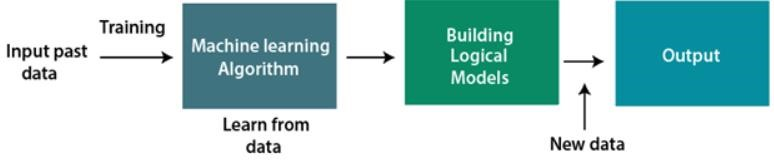 Training
Input past
data
Machine learning
Algorithm
Learn from
data
Building
Logical
Models
New data
Output